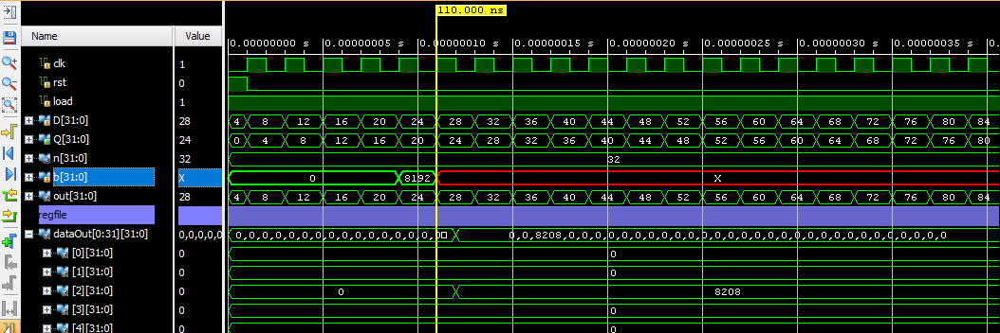 110.000 ns
Name Value
0.00000000 s 0.00000005 s 0.00000010 s 0.00000015 s 0.00000020 s 0.00000025 s 0.00000030 s 0.00000035 s
clk 1
rst 0
load 1
D[31:0] 28 4 8 12 16 20 24 28 32 36 40 44 48 52 56 60 64 68 72 76 80 84
Q[31:0] 24 0 4 8 12 16 20 24 28 32 36 40 44 48 52 56 60 64 68 72 76 80
n[31:0] 32 32
b[31:0] X 0 8192 X
out[31:0] 28 4 8 12 16 20 24 28 32 36 40 44 48 52 56 60 64 68 72 76 80 84
regfile
dataOut[0:31][31:0] 0,0,0,0,0 0,0,0,0,0,0,0,0,0,0,0,0,0,0,0 0,0,8208,0,0,0,0,0,0,0,0,0,0,0,0,0,0,0,0,0,0,0,0,0
[0][31:0] 0 0
[1][31:0] 0 0
[2][31:0] 0 0 8208
[3][31:0] 0 0
[4][31:0] 0 0